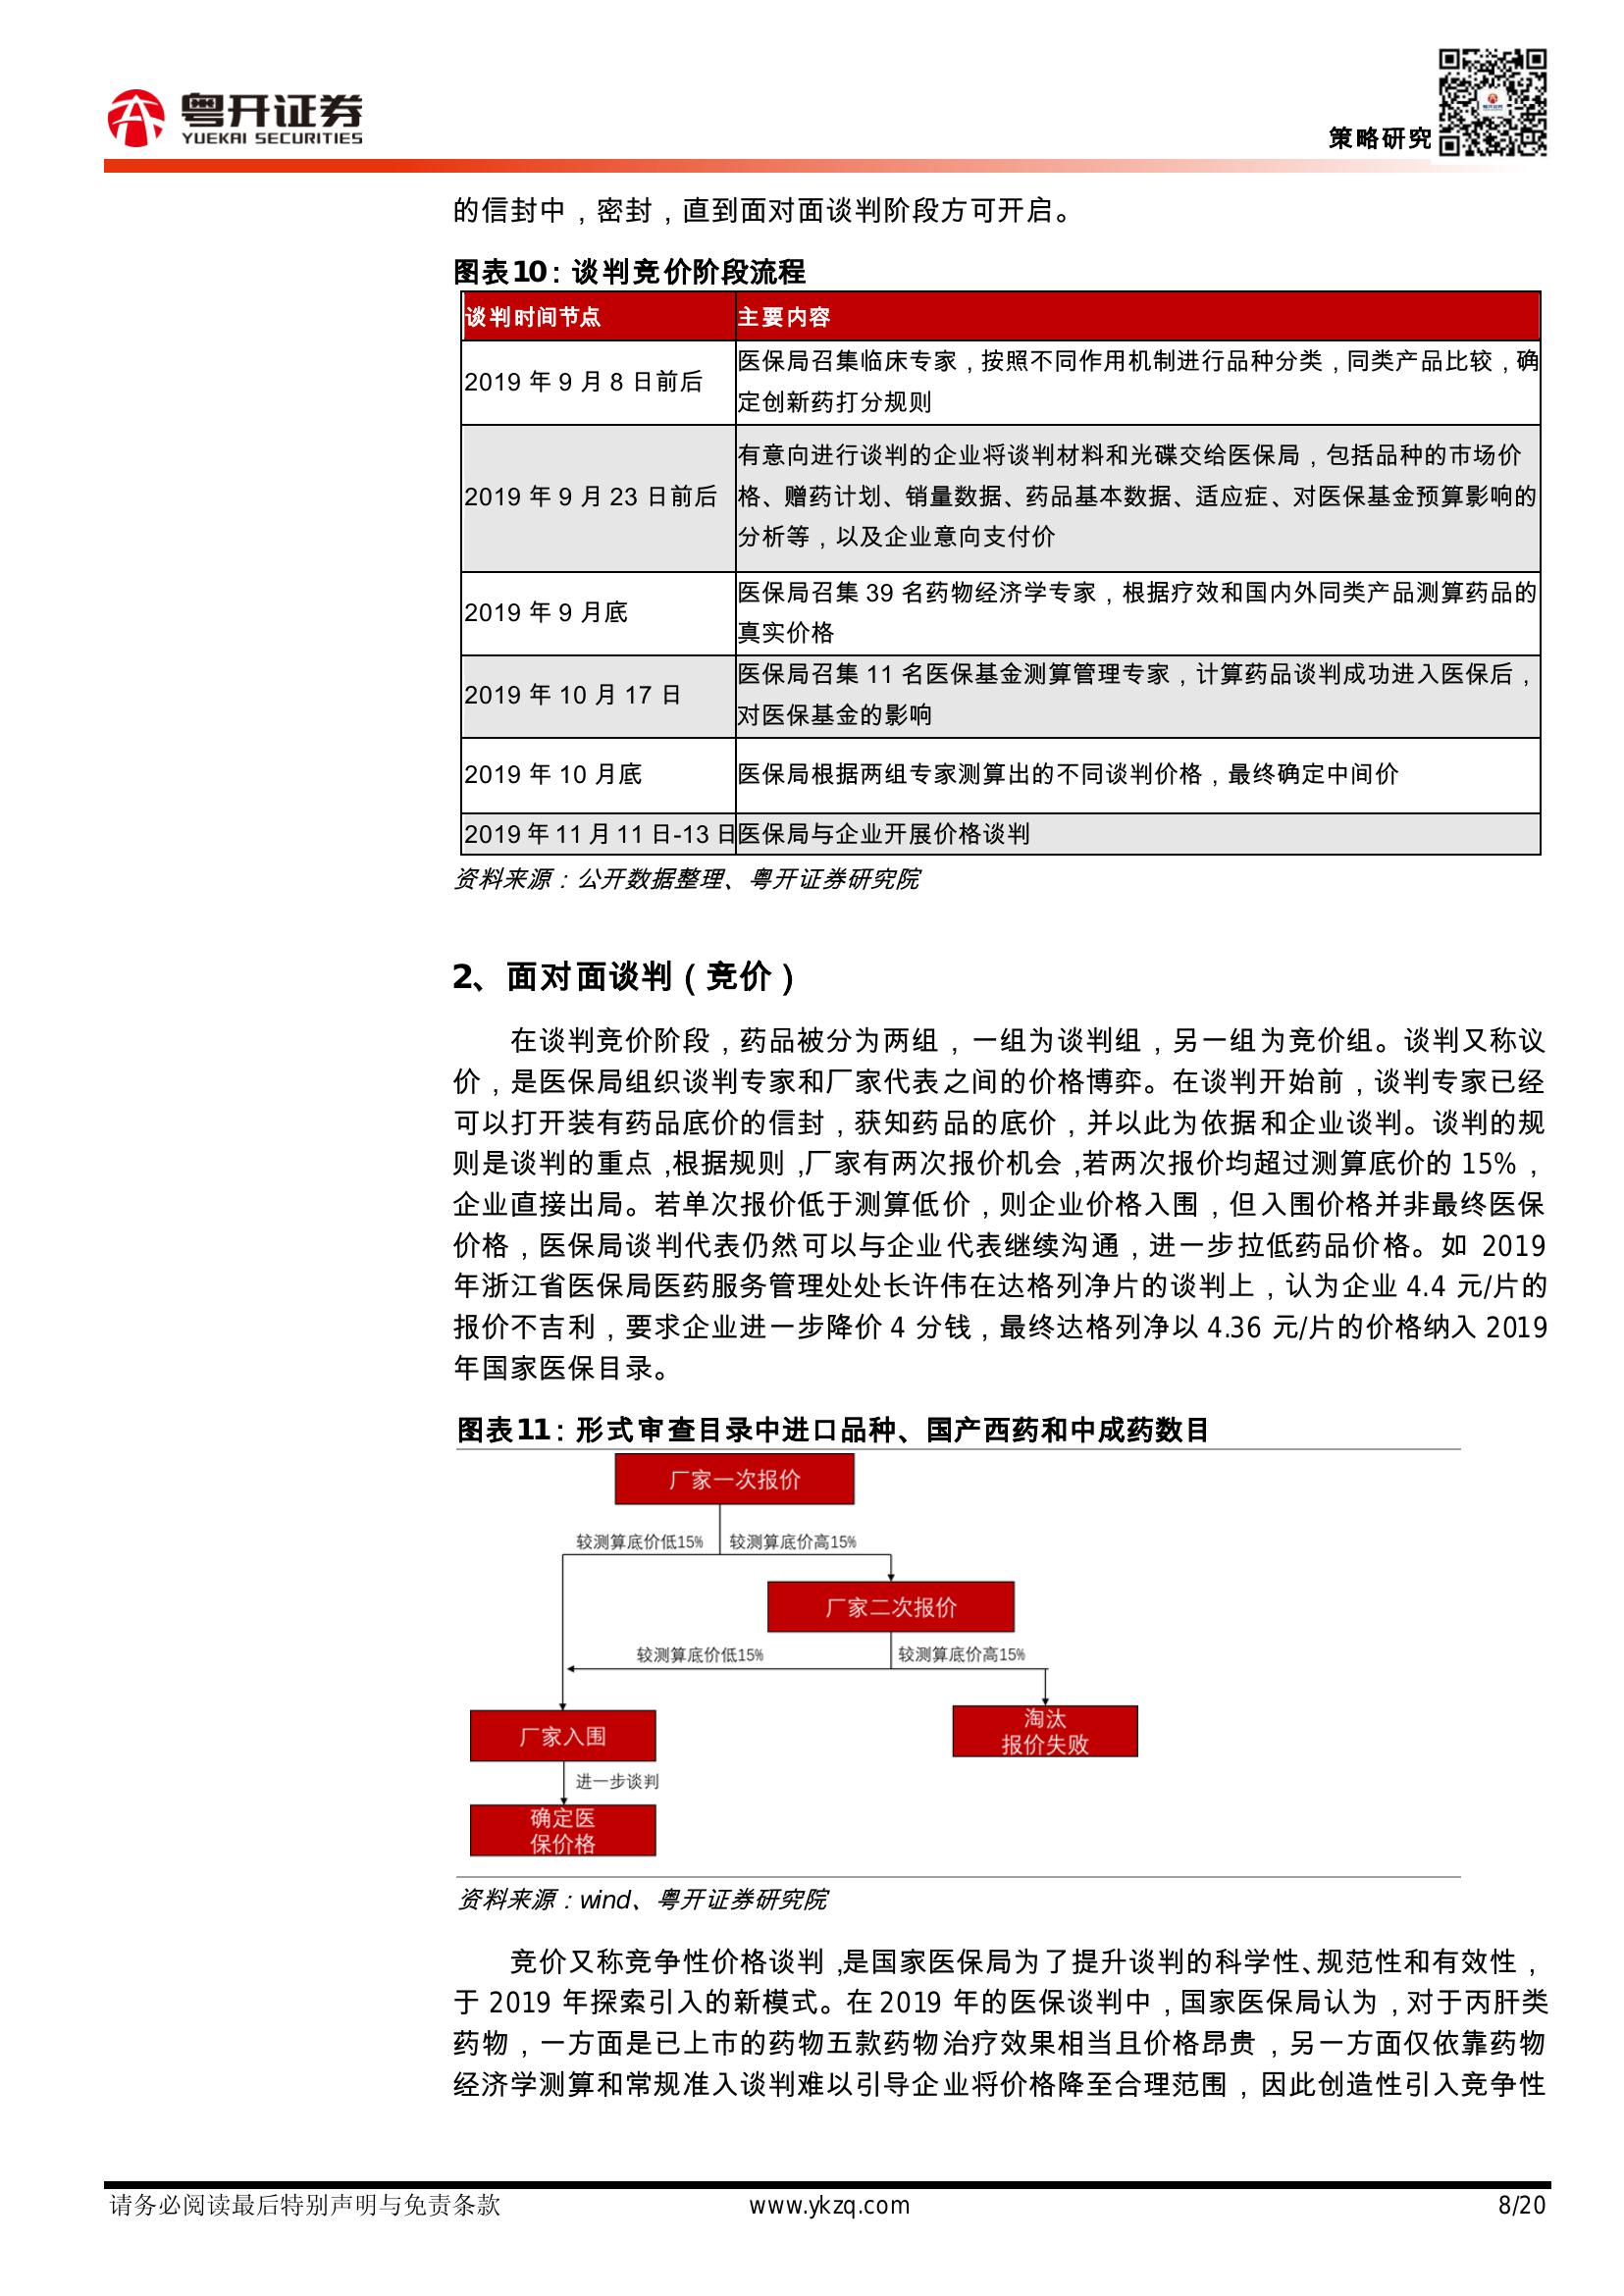 粤开证券
YUEKAI SECURITIES
策略研究
的信封中，密封，直到面对面谈判阶段方可开启。
图表10：谈判竞价阶段流程
谈判时间节点 主要内容
2019 年 9 月 8 日前后
医保局召集临床专家，按照不同作用机制进行品种分类，同类产品比较，确
定创新药打分规则
2019 年 9 月 23 日前后
有意向进行谈判的企业将谈判材料和光碟交给医保局，包括品种的市场价
格、赠药计划、销量数据、药品基本数据、适应症、对医保基金预算影响的
分析等，以及企业意向支付价
2019 年 9 月底
医保局召集 39 名药物经济学专家，根据疗效和国内外同类产品测算药品的
真实价格
2019 年 10 月 17 日
医保局召集 11 名医保基金测算管理专家，计算药品谈判成功进入医保后，
对医保基金的影响
2019 年 10 月底
医保局根据两组专家测算出的不同谈判价格，最终确定中间价
2019 年 11 月 11 日-13 日
医保局与企业开展价格谈判
资料来源：公开数据整理、粤开证券研究院
2、面对面谈判（竞价）
在谈判竞价阶段，药品被分为两组，一组为谈判组，另一组为竞价组。谈判又称议
价，是医保局组织谈判专家和厂家代表之间的价格博弈。在谈判开始前，谈判专家已经
可以打开装有药品底价的信封，获知药品的底价，并以此为依据和企业谈判。谈判的规
则是谈判的重点，根据规则，厂家有两次报价机会，若两次报价均超过测算底价的 15%，
企业直接出局。若单次报价低于测算低价，则企业价格入围，但入围价格并非最终医保
价格，医保局谈判代表仍然可以与企业代表继续沟通，进一步拉低药品价格。如 2019
年浙江省医保局医药服务管理处处长许伟在达格列净片的谈判上，认为企业 4.4 元/片的
报价不吉利，要求企业进一步降价 4 分钱，最终达格列净以 4.36 元/片的价格纳入 2019
年国家医保目录。
图表11：形式审查目录中进口品种、国产西药和中成药数目
厂家一次报价
较测算底价低15% 较测算底价高15%
厂家二次报价
较测算底价低15% 较测算底价高15%
厂家入围
淘汰
报价失败
进一步谈判
确定医
保价格
资料来源：wind、粤开证券研究院
竞价又称竞争性价格谈判，是国家医保局为了提升谈判的科学性、规范性和有效性，
于 2019 年探索引入的新模式。在 2019 年的医保谈判中，国家医保局认为，对于丙肝类
药物，一方面是已上市的药物五款药物治疗效果相当且价格昂贵，另一方面仅依靠药物
经济学测算和常规准入谈判难以引导企业将价格降至合理范围，因此创造性引入竞争性
请务必阅读最后特别声明与免责条款 www.ykzq.com 8/20